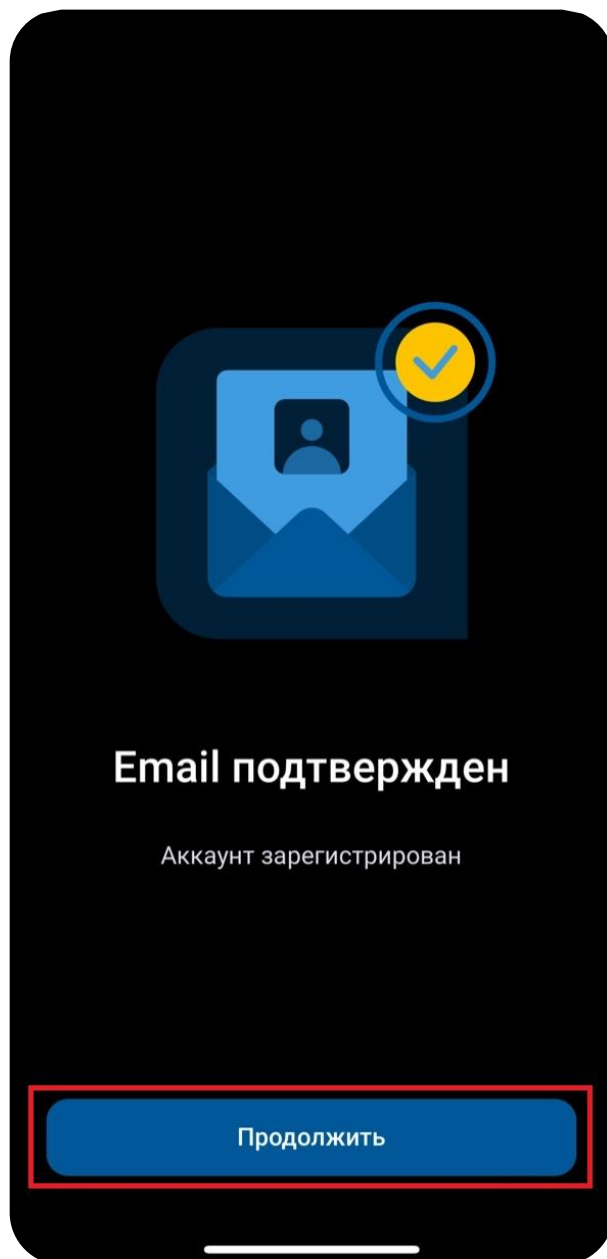 Email подтвержден
Аккаунт зарегистрирован
Продолжить